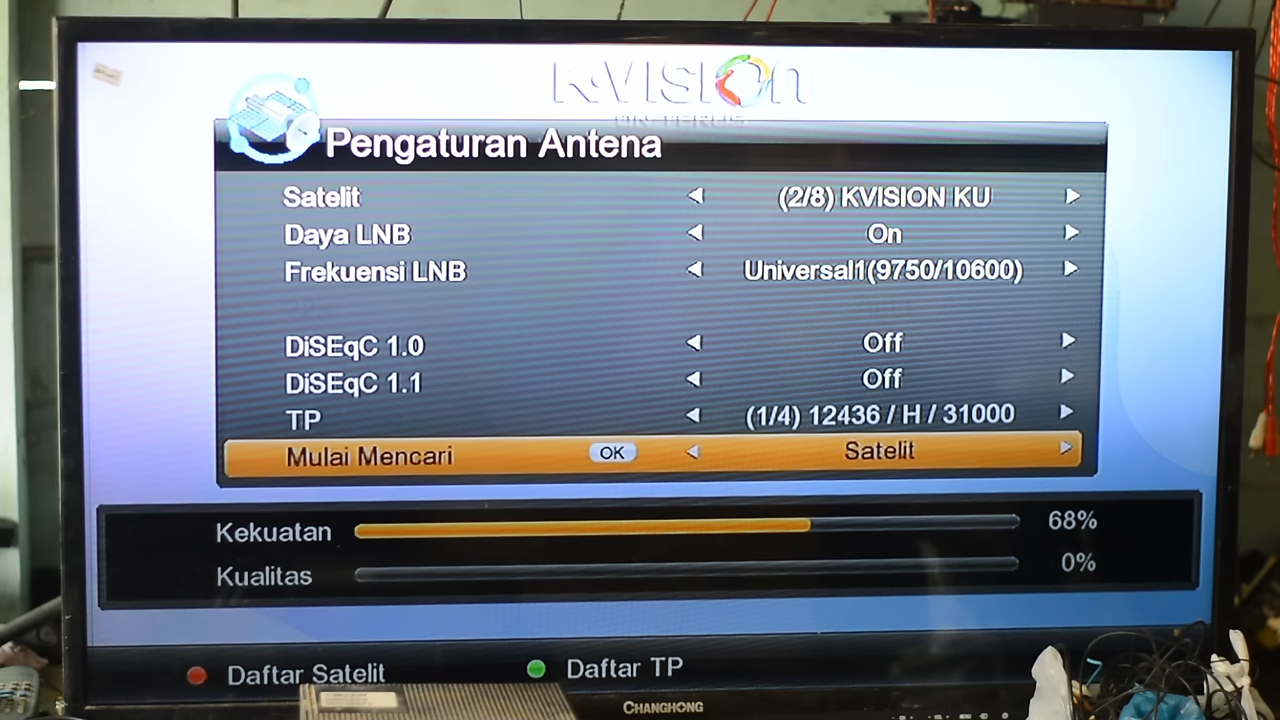 KVISION
Pengaturan Antena
Satelit (2/8) KVISION KU
Daya LNB On
Frekuensi LNB Universal1(9750/10600)
DiSEqC 1.0 Off
DiSEqC 1.1 Off
TP (1/4) 12436 / H / 31000
Mulai Mencari OK Satelit
Kekuatan 68%
Kualitas 0%
Daftar Satelit Daftar TP
CHANGHONG